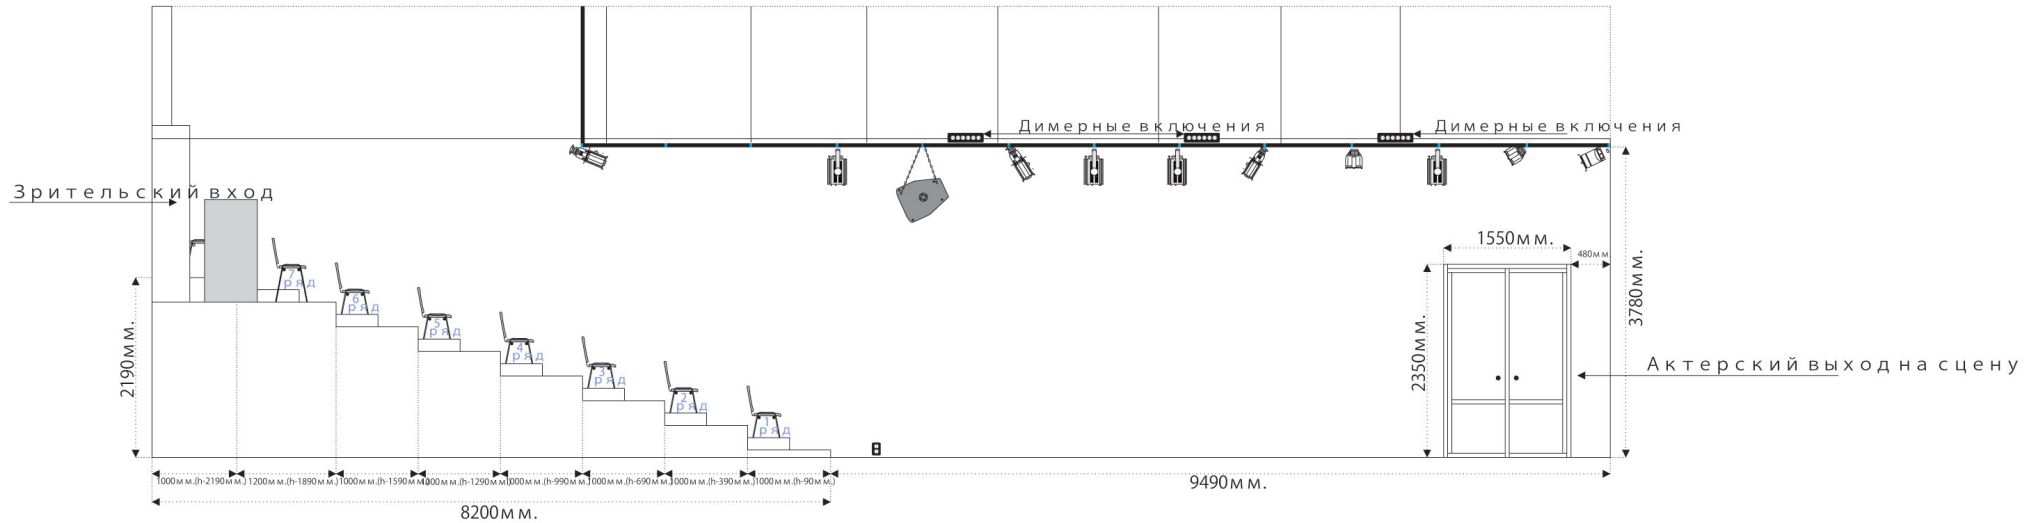 Димерные включения
Димерные включения
Зрительский вход
1550мм.
480мм.
3780мм.
2350мм.
2190мм.
7
ряд
6
ряд
5
ряд
4
ряд
3
ряд
2
ряд
1
ряд
Актерский выход на сцену
1000мм.(h-2190мм.)
1200мм.(h-1890мм.)
1000мм.(h-1590мм.)
1000мм.(h-1290мм.)
1000мм.(h-990мм.)
1000мм.(h-690мм.)
1000мм.(h-390мм.)
1000мм.(h-90мм.)
9490мм.
8200мм.